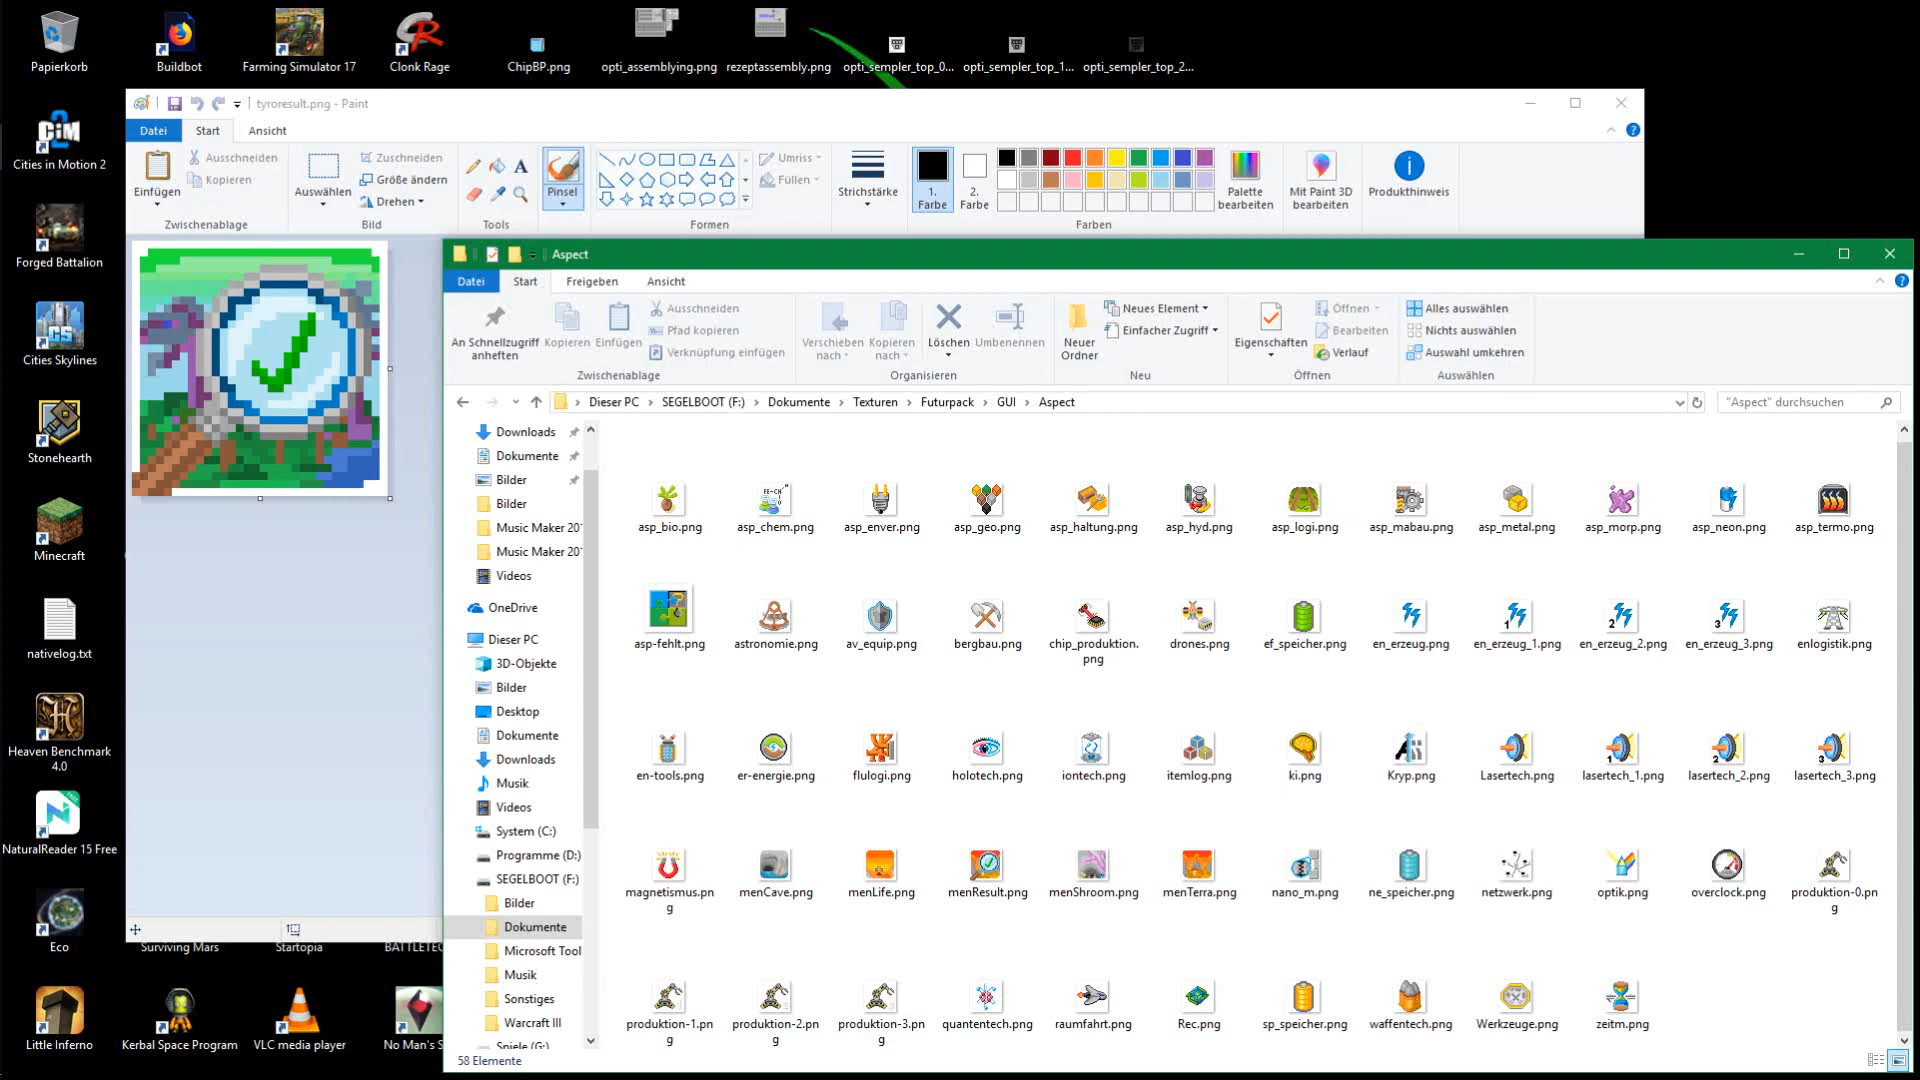 Papierkorb
Buildbot
Farming Simulator 17
Clonk Rage
ChipBP.png
opti_assemblying.png
rezeptassembly.png
opti_sempler_top_0...
opti_sempler_top_1...
opti_sempler_top_2...
Cities in Motion 2
Forged Battalion
Cities Skylines
Stonehearth
Minecraft
nativelog.txt
Heaven Benchmark
4.0
NaturalReader 15 Free
Eco
Little Inferno
Surviving Mars
Startopia
BATTLETEC
Kerbal Space Program
VLC media player
No Man's S
tyroresult.png - Paint
Datei
Start
Ansicht
Einfügen
Ausschneiden
Kopieren
Zwischenablage
Auswählen
Zuschneiden
Größe ändern
Drehen
Bild
Tools
Pinsel
Formen
Umriss
Füllen
Strichstärke
1.
Farbe
2.
Farbe
Palette
bearbeiten
Farben
Mit Paint 3D
bearbeiten
Produkthinweis
Aspect
Datei
Start
Freigeben
Ansicht
An Schnellzugriff
anheften
Kopieren
Einfügen
Ausschneiden
Pfad kopieren
Verknüpfung einfügen
Zwischenablage
Verschieben
nach
Kopieren
nach
Löschen
Umbenennen
Organisieren
Neuer
Ordner
Neues Element
Einfacher Zugriff
Neu
Eigenschaften
Öffnen
Bearbeiten
Verlauf
Öffnen
Alles auswählen
Nichts auswählen
Auswahl umkehren
Auswählen
Dieser PC
SEGELBOOT (F:)
Dokumente
Texturen
Futurpack
GUI
Aspect
"Aspect" durchsuchen
Downloads
Dokumente
Bilder
Bilder
Music Maker 20
Music Maker 20
Videos
OneDrive
Dieser PC
3D-Objekte
Bilder
Desktop
Dokumente
Downloads
Musik
Videos
System (C:)
Programme (D:)
SEGELBOOT (F:)
Bilder
Dokumente
Microsoft Tool
Musik
Sonstiges
Warcraft III
Spiele (G:)
asp_bio.png
asp_chem.png
asp_enver.png
asp_geo.png
asp_haltung.png
asp_hyd.png
asp_logi.png
asp_mabau.png
asp_metal.png
asp_morp.png
asp_neon.png
asp_termo.png
asp-fehlt.png
astronomie.png
av_equip.png
bergbau.png
chip_produktion.
png
drones.png
ef_speicher.png
en_erzeug.png
en_erzeug_1.png
en_erzeug_2.png
en_erzeug_3.png
enlogistik.png
en-tools.png
er-energie.png
flulogi.png
holotech.png
iontech.png
itemlog.png
ki.png
Kryp.png
Lasertech.png
lasertech_1.png
lasertech_2.png
lasertech_3.png
magnetismus.pn
g
menCave.png
menLife.png
menResult.png
menShroom.png
menTerra.png
nano_m.png
ne_speicher.png
netzwerk.png
optik.png
overclock.png
produktion-0.pn
g
produktion-1.pn
g
produktion-2.pn
g
produktion-3.pn
g
quantentech.png
raumfahrt.png
Rec.png
sp_speicher.png
waffentech.png
Werkzeuge.png
zeitm.png
58 Elemente